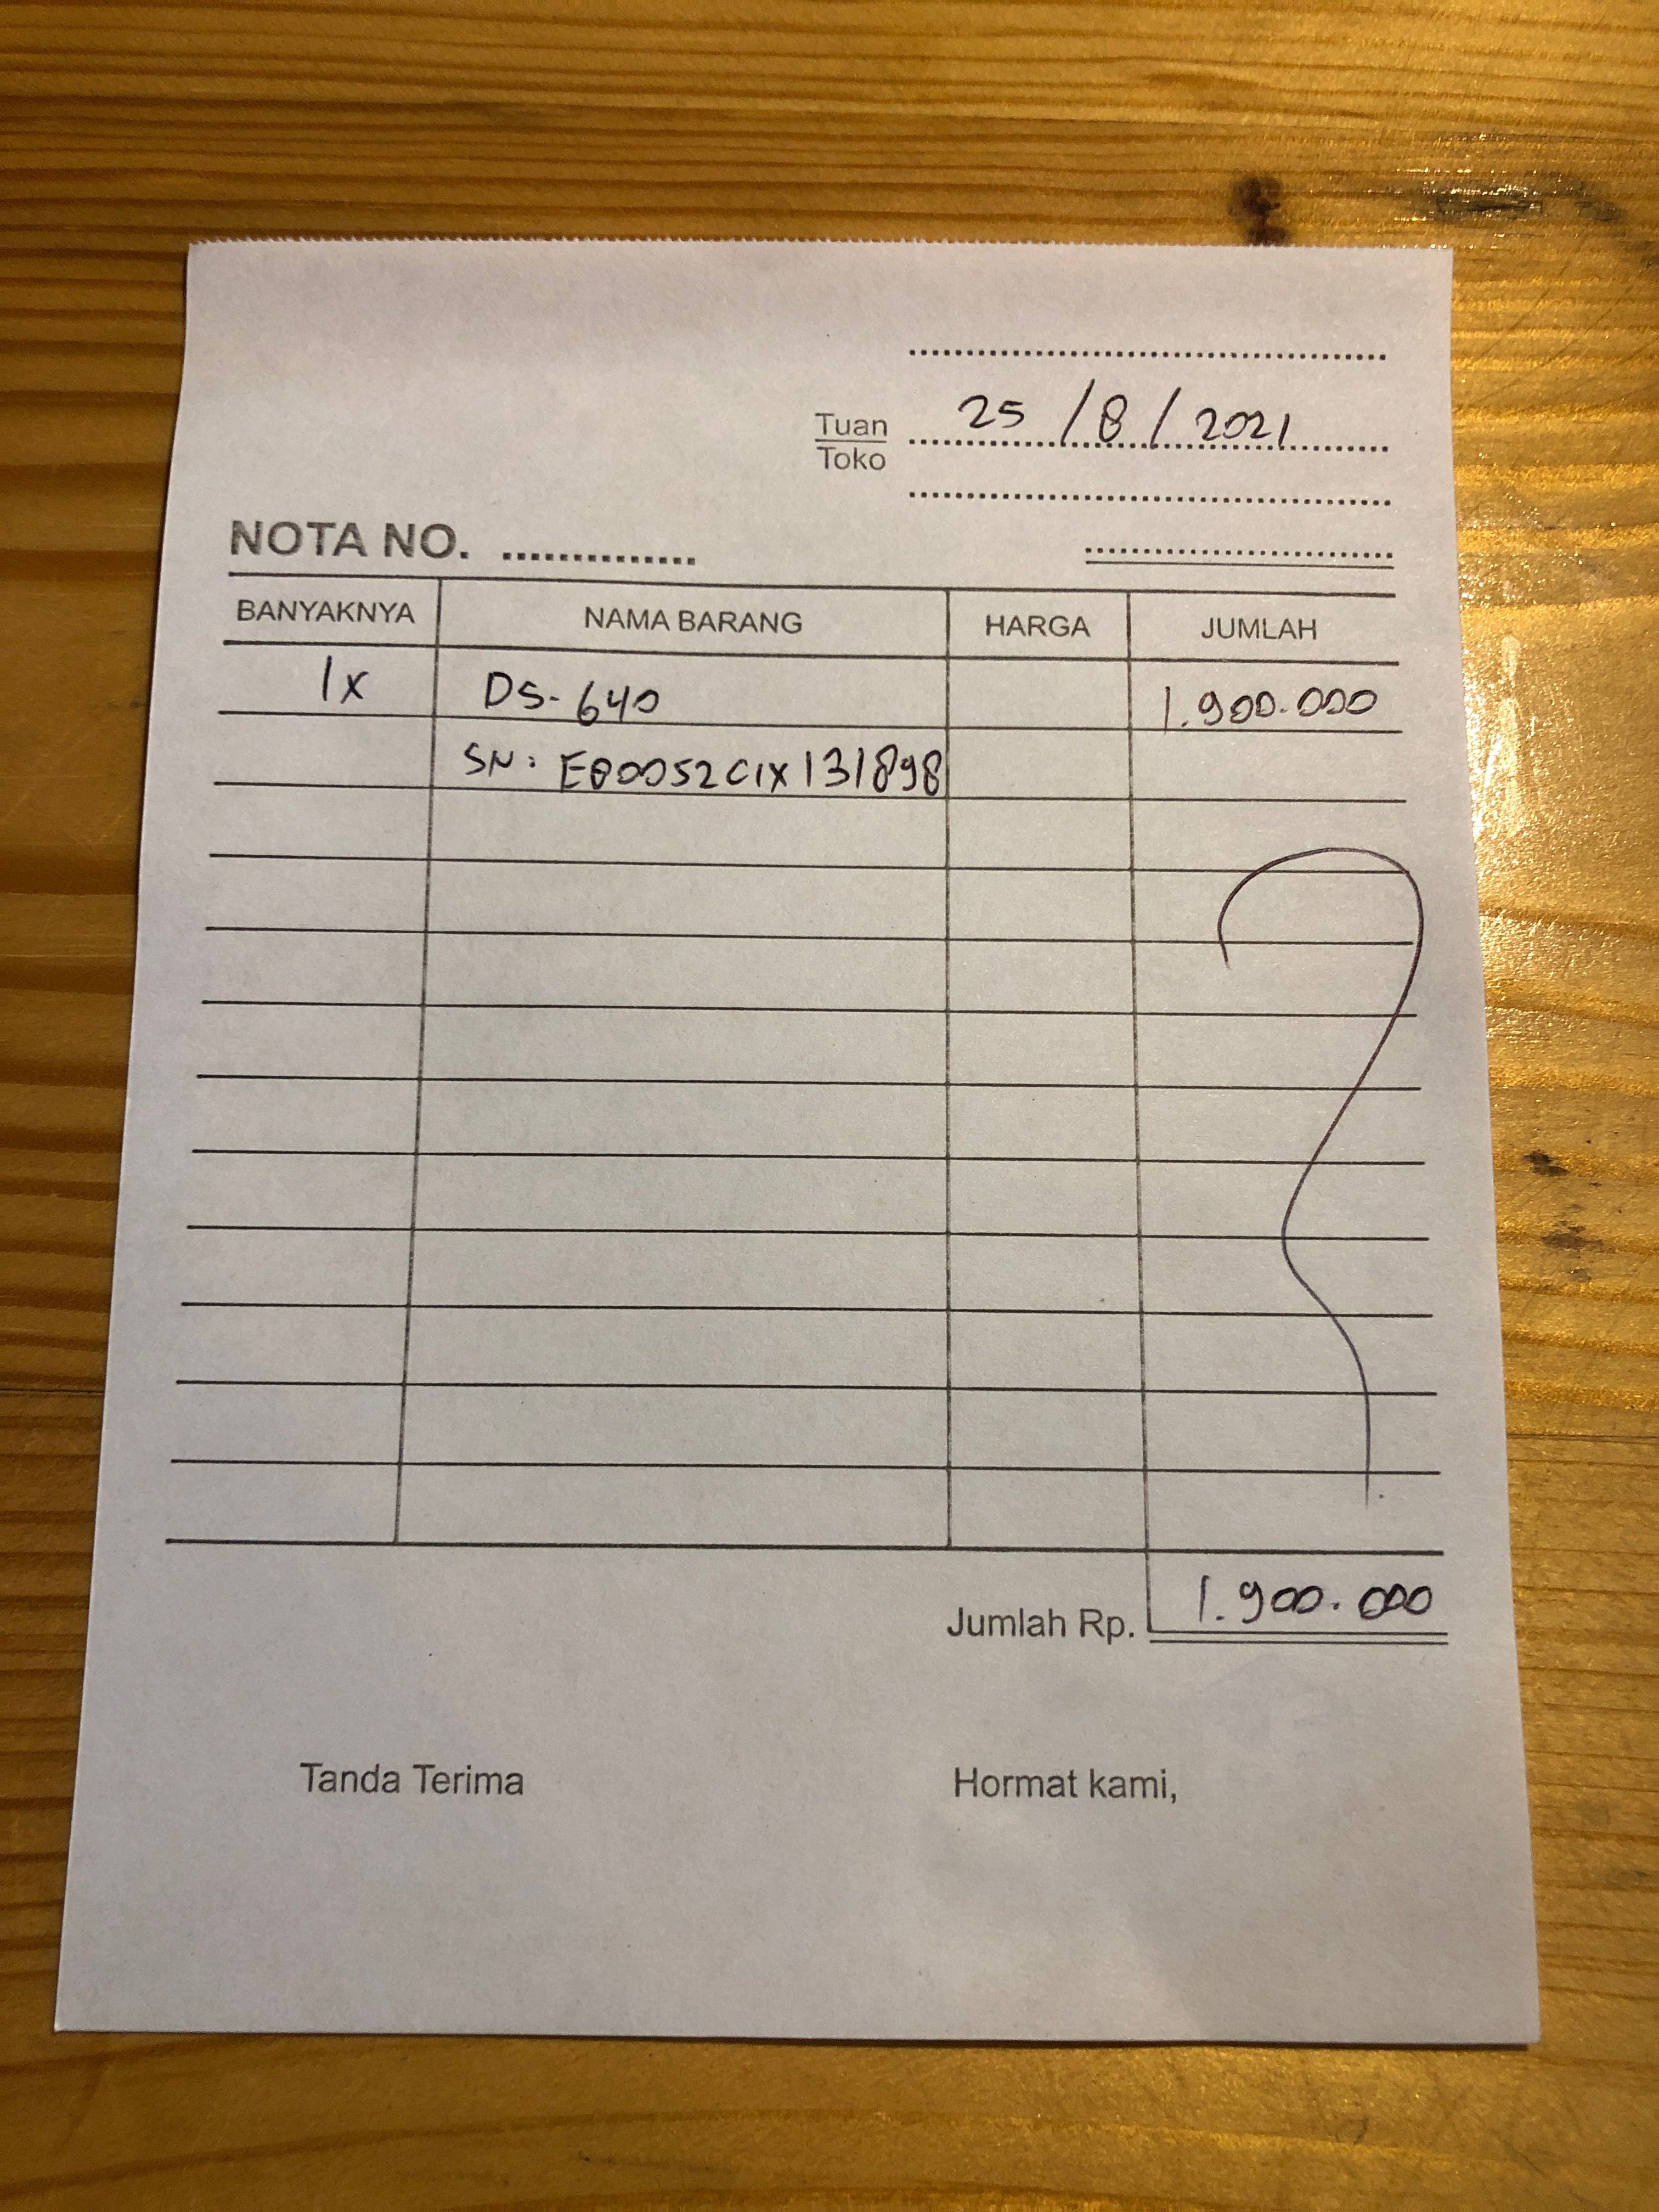 25/8/2021
Tuan
Toko
NOTA NO. ..............
BANYAKNYA NAMA BARANG HARGA JUMLAH
1x DS-640 1.900.000
SN: E80052C1X131898
Jumlah Rp. 1.900.000
Tanda Terima Hormat kami,